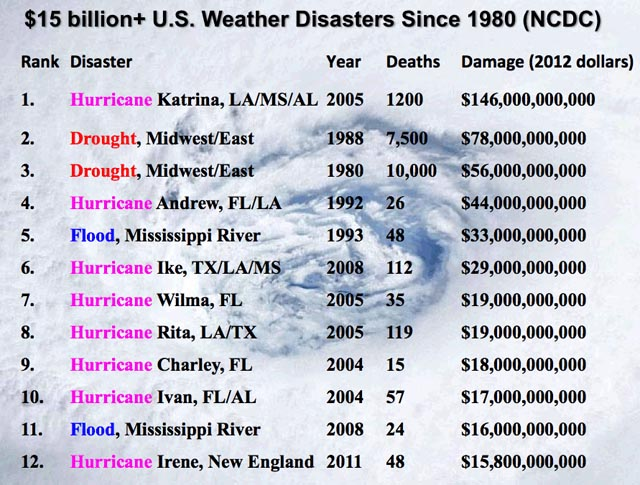 $15 billion+ U.S. Weather Disasters Since 1980 (NCDC)
Rank Disaster Year Deaths Damage (2012 dollars)
1. Hurricane Katrina, LA/MS/AL 2005 1200 $146,000,000,000
2. Drought, Midwest/East 1988 7,500 $78,000,000,000
3. Drought, Midwest/East 1980 10,000 $56,000,000,000
4. Hurricane Andrew, FL/LA 1992 26 $44,000,000,000
5. Flood, Mississippi River 1993 48 $33,000,000,000
6. Hurricane Ike, TX/LA/MS 2008 112 $29,000,000,000
7. Hurricane Wilma, FL 2005 35 $19,000,000,000
8. Hurricane Rita, LA/TX 2005 119 $19,000,000,000
9. Hurricane Charley, FL 2004 15 $18,000,000,000
10. Hurricane Ivan, FL/AL 2004 57 $17,000,000,000
11. Flood, Mississippi River 2008 24 $16,000,000,000
12. Hurricane Irene, New England 2011 48 $15,800,000,000